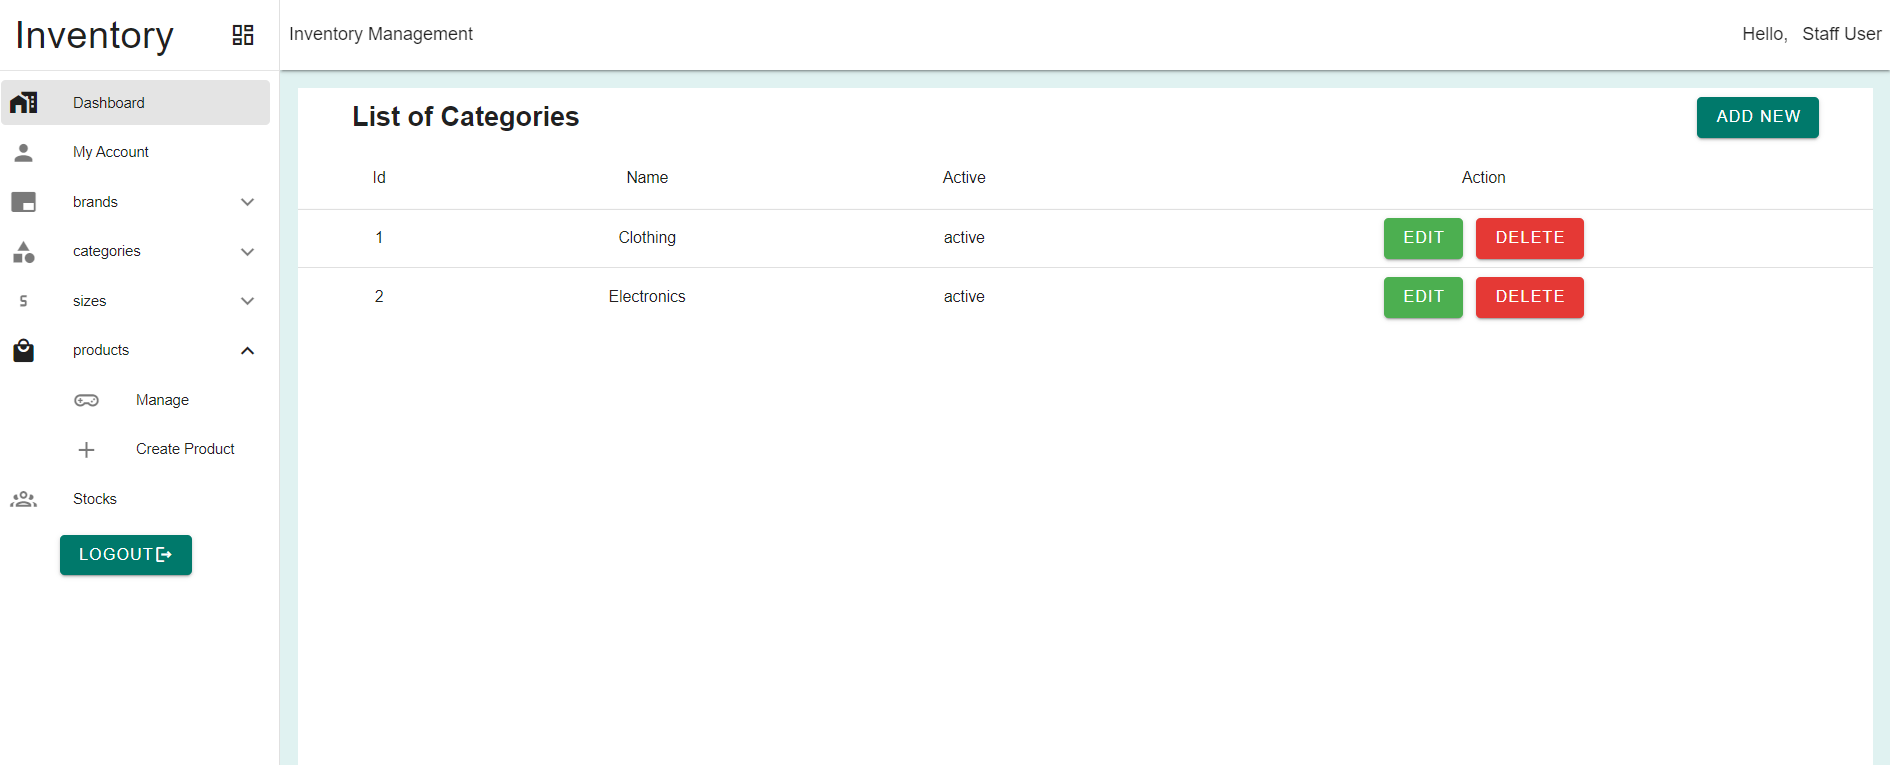 Inventory
Inventory Management
Hello, Staff User
Dashboard
My Account
brands
categories
S
sizes
products
Manage
Create Product
Stocks
LOGOUT
List of Categories
ADD NEW
Id Name Active Action
1 Clothing active EDIT DELETE
2 Electronics active EDIT DELETE